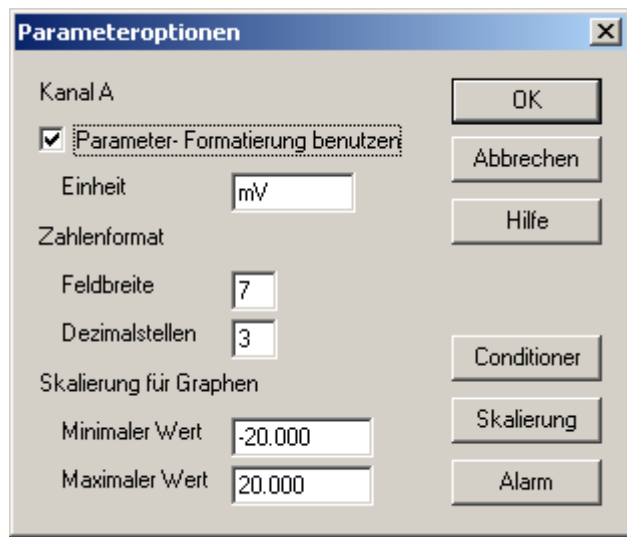 Parameteroptionen
Kanal A
OK
Parameter- Formatierung benutzen
Abbrechen
Einheit mV
Hilfe
Zahlenformat
Feldbreite 7
Dezimalstellen 3
Conditioner
Skalierung für Graphen
Skalierung
Minimaler Wert -20.000
Maximaler Wert 20.000
Alarm